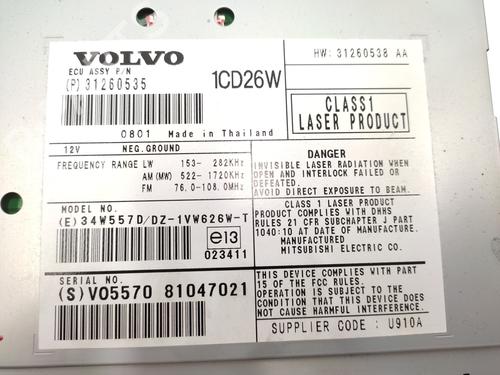 VOLVO
ECU ASSY P/N
(P) 31260535
1CD26W
0801 Made in Thailand
HW: 31260538 AA
CLASS1
LASER PRODUCT
12V NEG.GROUND
FREQUENCY RANGE LW 153- 282KHz
AM(MW) 522- 1720KHz
FM 76.0-108.0MHz
MODEL NO.
(E)34W557D/DZ-1VW626W-T
e13
023411
SERIAL NO.
(S)VO5570 81047021
DANGER
INVISIBLE LASER RADIATION WHEN
OPEN AND INTERLOCK FAILED OR
DEFEATED.
AVOID DIRECT EXPOSURE TO BEAM.
CLASS 1 LASER PRODUCT
PRODUCT COMPLIES WITH DHHS
RULES 21 CFR SUBCHAPTER J PART
1040:10 AT DATE OF MANUFACTURE.
MANUFACTURED
MITSUBISHI ELECTRIC CO.
THIS DEVICE COMPLIES WITH PART
15 OF THE FCC RULES.
OPERATION IS SUBJECT TO THE
CONDITION THAT THIS DEVICE
DOES NOT CAUSE HARMFUL
INTERFERENCE.
SUPPLIER CODE : U910A